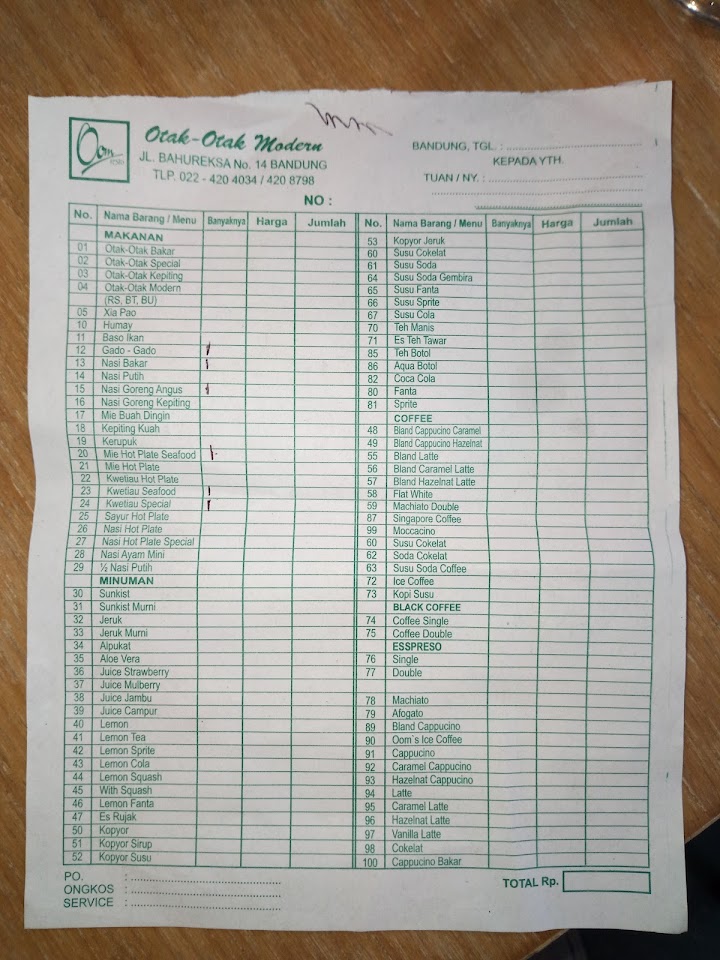 Oom
Otak-Otak Modern
JL. BAHUREKSA No. 14 BANDUNG
TLP. 022 - 420 4034 / 420 8798
BANDUNG, TGL. :
KEPADA YTH.
TUAN / NY. :
NO :
No. Nama Barang / Menu Banyaknya Harga Jumlah
MAKANAN
01 Otak-Otak Bakar
02 Otak-Otak Special
03 Otak-Otak Kepiting
04 Otak-Otak Modern
(RS, BT, BU)
05 Xia Pao
10 Humay
11 Baso Ikan
12 Gado - Gado 1
13 Nasi Bakar 1
14 Nasi Putih
15 Nasi Goreng Angus 1
16 Nasi Goreng Kepiting
17 Mie Buah Dingin
18 Kepiting Kuah
19 Kerupuk
20 Mie Hot Plate Seafood 1
21 Mie Hot Plate
22 Kwetiau Hot Plate
23 Kwetiau Seafood 1
24 Kwetiau Special 1
25 Sayur Hot Plate
26 Nasi Hot Plate
27 Nasi Hot Plate Special
28 Nasi Ayam Mini
29 ½ Nasi Putih
MINUMAN
30 Sunkist
31 Sunkist Murni
32 Jeruk
33 Jeruk Murni
34 Alpukat
35 Aloe Vera
36 Juice Strawberry
37 Juice Mulberry
38 Juice Jambu
39 Juice Campur
40 Lemon
41 Lemon Tea
42 Lemon Sprite
43 Lemon Cola
44 Lemon Squash
45 With Squash
46 Lemon Fanta
47 Es Rujak
50 Kopyor
51 Kopyor Sirup
52 Kopyor Susu
No. Nama Barang / Menu Banyaknya Harga Jumlah
53 Kopyor Jeruk
60 Susu Cokelat
61 Susu Soda
64 Susu Soda Gembira
65 Susu Fanta
66 Susu Sprite
67 Susu Cola
70 Teh Manis
71 Es Teh Tawar
85 Teh Botol
86 Aqua Botol
82 Coca Cola
80 Fanta
81 Sprite
COFFEE
48 Bland Cappucino Caramel
49 Bland Cappucino Hazelnat
55 Bland Latte
56 Bland Caramel Latte
57 Bland Hazelnat Latte
58 Flat White
59 Machiato Double
87 Singapore Coffee
99 Moccacino
60 Susu Cokelat
62 Soda Cokelat
63 Susu Soda Coffee
72 Ice Coffee
73 Kopi Susu
BLACK COFFEE
74 Coffee Single
75 Coffee Double
ESSPRESO
76 Single
77 Double
78 Machiato
79 Afogato
89 Bland Cappucino
90 Oom`s Ice Coffee
91 Cappucino
92 Caramel Cappucino
93 Hazelnat Cappucino
94 Latte
95 Caramel Latte
96 Hazelnat Latte
97 Vanilla Latte
98 Cokelat
100 Cappucino Bakar
PO. :
ONGKOS :
SERVICE :
TOTAL Rp.